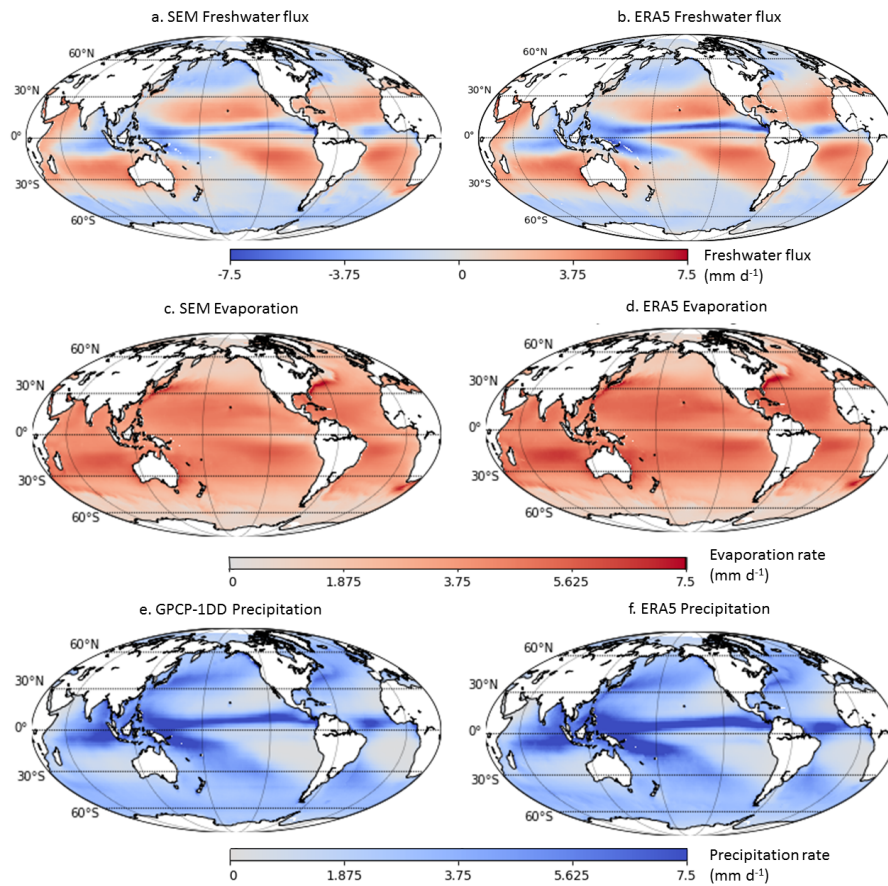 a. SEM Freshwater flux
b. ERA5 Freshwater flux
60°N
30°N
0°
30°S
60°S
60°N
30°N
0°
30°S
60°S
-7.5 -3.75 0 3.75 7.5
Freshwater flux
(mm d-1)
c. SEM Evaporation
d. ERA5 Evaporation
60°N
30°N
0°
30°S
60°S
60°N
30°N
0°
30°S
60°S
0 1.875 3.75 5.625 7.5
Evaporation rate
(mm d-1)
e. GPCP-1DD Precipitation
f. ERA5 Precipitation
60°N
30°N
0°
30°S
60°S
60°N
30°N
0°
30°S
60°S
0 1.875 3.75 5.625 7.5
Precipitation rate
(mm d-1)